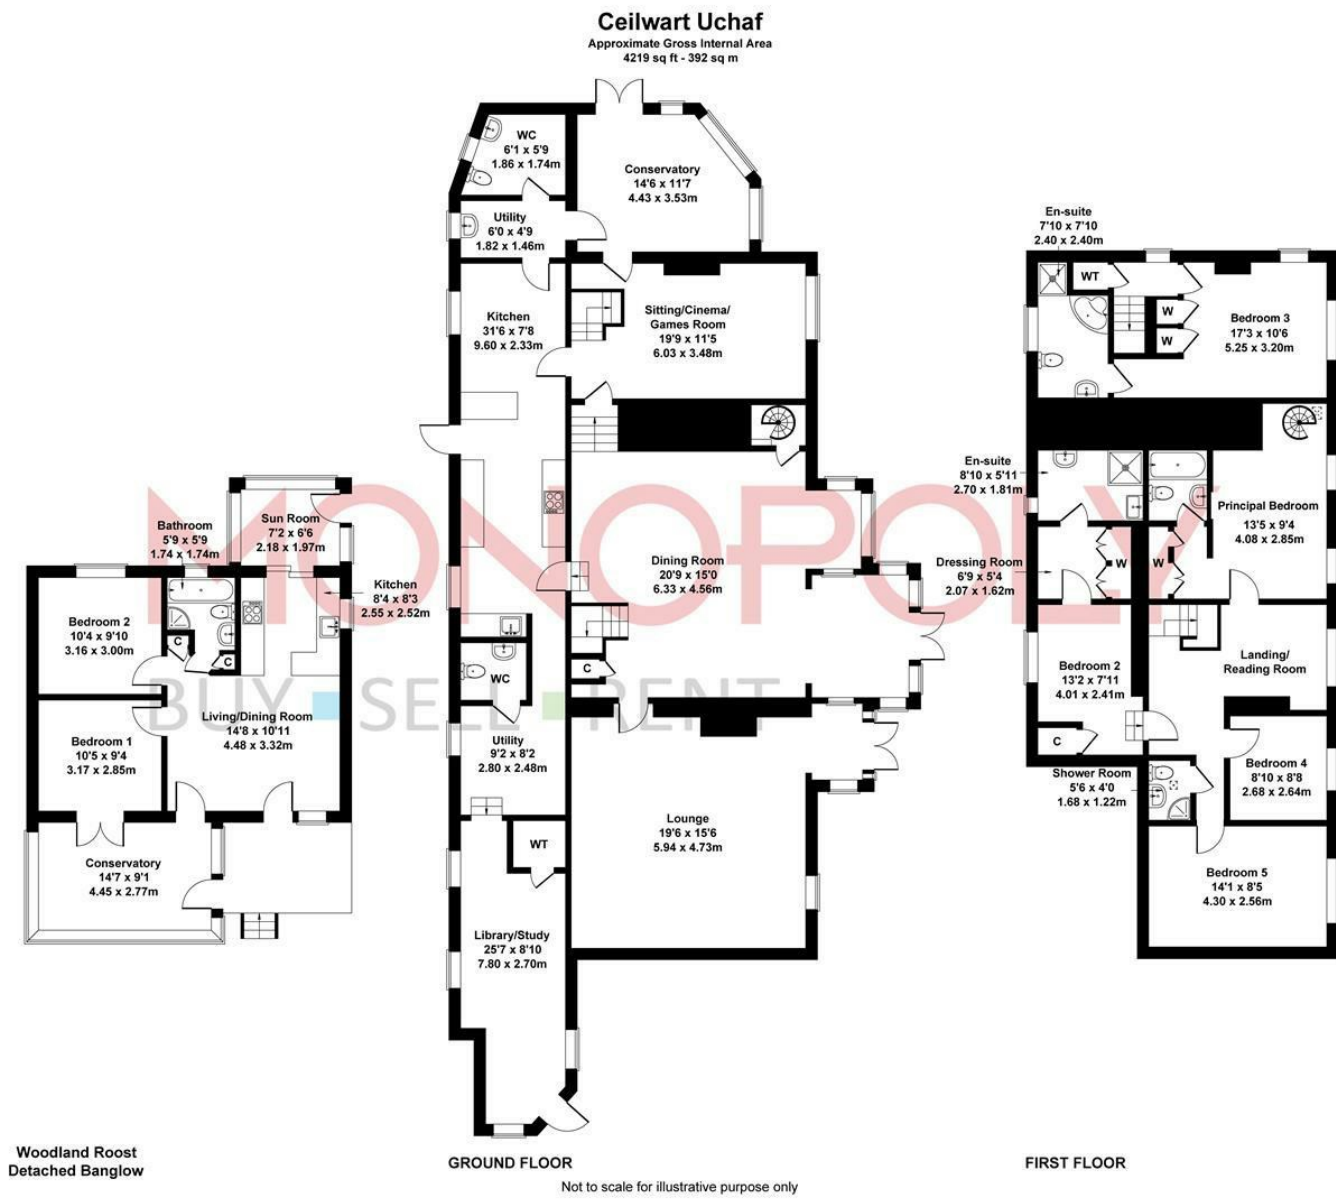 Ceilwart Uchaf
Approximate Gross Internal Area
4219 sq ft - 392 sq m
WC
6'1 x 5'9
1.86 x 1.74m
Conservatory
14'6 x 11'7
4.43 x 3.53m
Utility
6'0 x 4'9
1.82 x 1.46m
Kitchen
31'6 x 7'8
9.60 x 2.33m
Sitting/Cinema/
Games Room
19'9 x 11'5
6.03 x 3.48m
Dining Room
20'9 x 15'0
6.33 x 4.56m
C
WC
Utility
9'2 x 8'2
2.80 x 2.48m
Lounge
19'6 x 15'6
5.94 x 4.73m
WT
Library/Study
25'7 x 8'10
7.80 x 2.70m
GROUND FLOOR
En-suite
7'10 x 7'10
2.40 x 2.40m
WT
W
W
Bedroom 3
17'3 x 10'6
5.25 x 3.20m
En-suite
8'10 x 5'11
2.70 x 1.81m
Principal Bedroom
13'5 x 9'4
4.08 x 2.85m
Dressing Room
6'9 x 5'4
2.07 x 1.62m
W
W
Bedroom 2
13'2 x 7'11
4.01 x 2.41m
Landing/
Reading Room
C
Shower Room
5'6 x 4'0
1.68 x 1.22m
Bedroom 4
8'10 x 8'8
2.68 x 2.64m
Bedroom 5
14'1 x 8'5
4.30 x 2.56m
FIRST FLOOR
Bathroom
5'9 x 5'9
1.74 x 1.74m
Sun Room
7'2 x 6'6
2.18 x 1.97m
Kitchen
8'4 x 8'3
2.55 x 2.52m
Bedroom 2
10'4 x 9'10
3.16 x 3.00m
C
C
Living/Dining Room
14'8 x 10'11
4.48 x 3.32m
Bedroom 1
10'5 x 9'4
3.17 x 2.85m
Conservatory
14'7 x 9'1
4.45 x 2.77m
Woodland Roost
Detached Banglow
MONOPOLY
BUY SELL RENT
Not to scale for illustrative purpose only